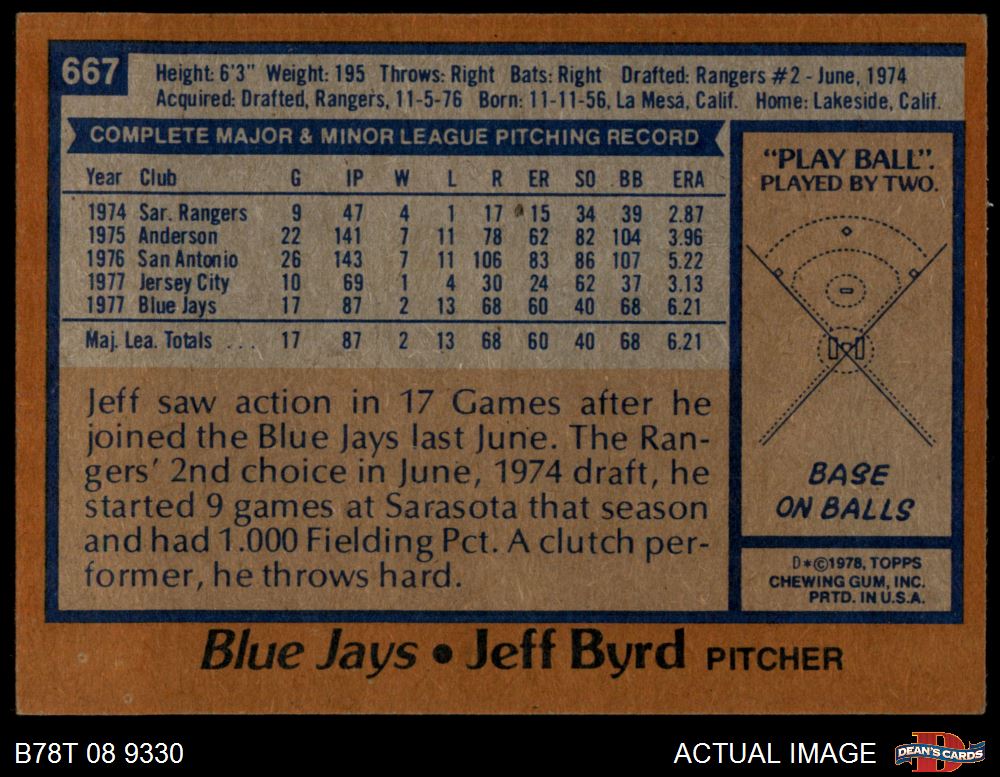 667
Height: 6'3" Weight: 195 Throws: Right Bats: Right Drafted: Rangers #2 - June, 1974
Acquired: Drafted, Rangers, 11-5-76 Born: 11-11-56, La Mesa, Calif. Home: Lakeside, Calif.
COMPLETE MAJOR & MINOR LEAGUE PITCHING RECORD
Year Club G IP W L R ER SO BB ERA
1974 Sar. Rangers 9 47 4 1 17 15 34 39 2.87
1975 Anderson 22 141 7 11 78 62 82 104 3.96
1976 San Antonio 26 143 7 11 106 83 86 107 5.22
1977 Jersey City 10 69 1 4 30 24 62 37 3.13
1977 Blue Jays 17 87 2 13 68 60 40 68 6.21
Maj. Lea. Totals . . . 17 87 2 13 68 60 40 68 6.21
Jeff saw action in 17 Games after he
joined the Blue Jays last June. The Ran-
gers' 2nd choice in June, 1974 draft, he
started 9 games at Sarasota that season
and had 1.000 Fielding Pct. A clutch per-
former, he throws hard.
"PLAY BALL".
PLAYED BY TWO.
BASE
ON BALLS
D*©1978, TOPPS
CHEWING GUM, INC.
PRTD. IN U.S.A.
Blue Jays • Jeff Byrd PITCHER
B78T 08 9330
ACTUAL IMAGE
D
DEAN'S CARDS